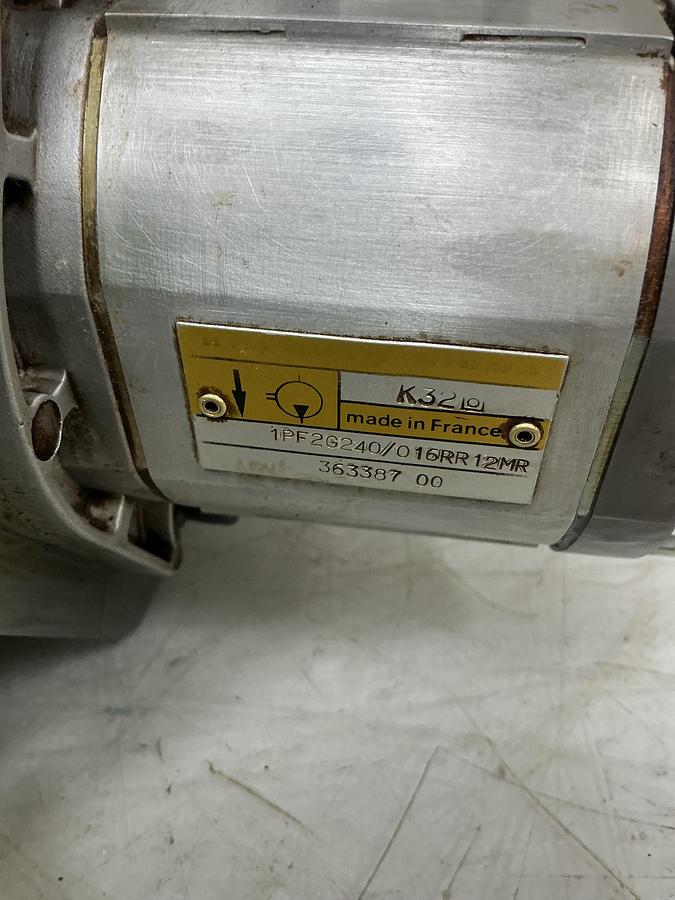 K32
made in France
1PF2G240/016RR12MR
363387 00